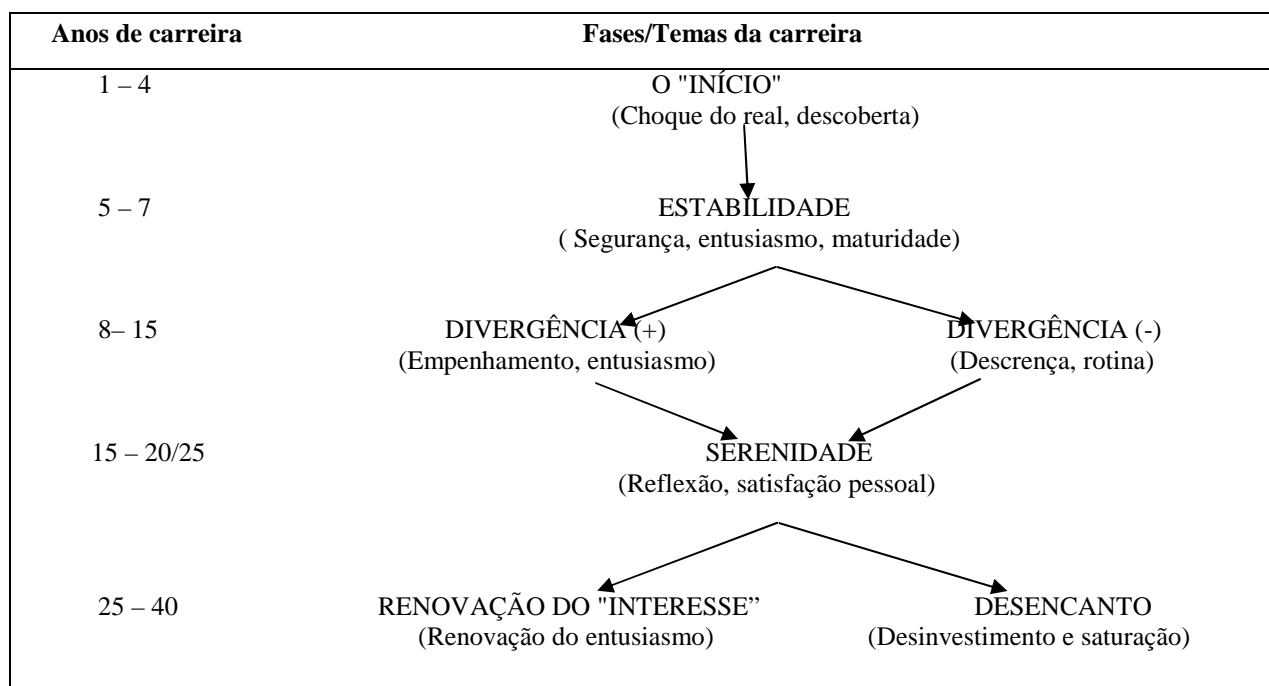 Anos de carreira Fases/Temas da carreira
1 – 4 O "INÍCIO"
(Choque do real, descoberta)
5 – 7 ESTABILIDADE
( Segurança, entusiasmo, maturidade)
8– 15 DIVERGÊNCIA (+) DIVERGÊNCIA (-)
(Empenhamento, entusiasmo) (Descrença, rotina)
15 – 20/25 SERENIDADE
(Reflexão, satisfação pessoal)
25 – 40 RENOVAÇÃO DO "INTERESSE” DESENCANTO
(Renovação do entusiasmo) (Desinvestimento e saturação)